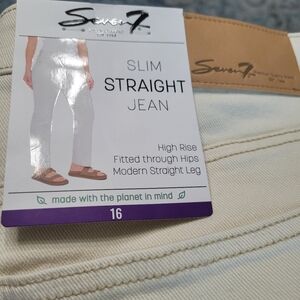 Seven7
SLIM
STRAIGHT
JEAN
High Rise
Fitted through Hips
Modern Straight Leg
made with the planet in mind
16
Seven7